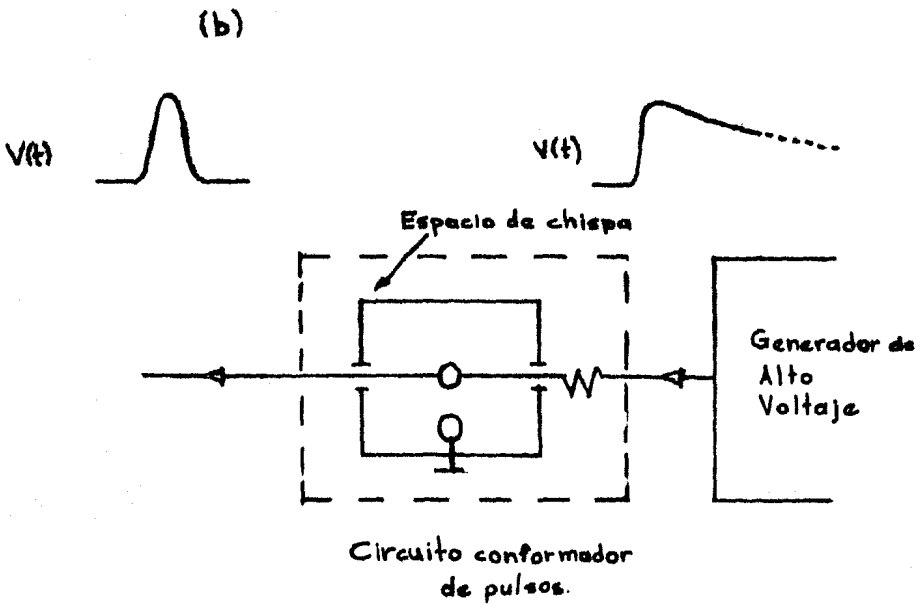 (b)
V(t)
V(t)
Espacio de chispa
Generador de
Alto
Voltaje
Circuito conformador
de pulsos.